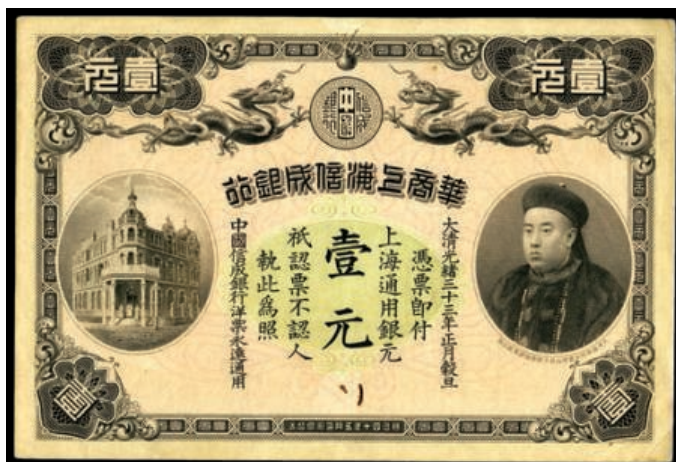 壹元
壹元
華商上海信成銀行
大清光緒三十三年正月穀旦
憑票卽付
上海通用銀元
壹元
祇認票不認人
執此爲照
中國信成銀行洋票永遠通用